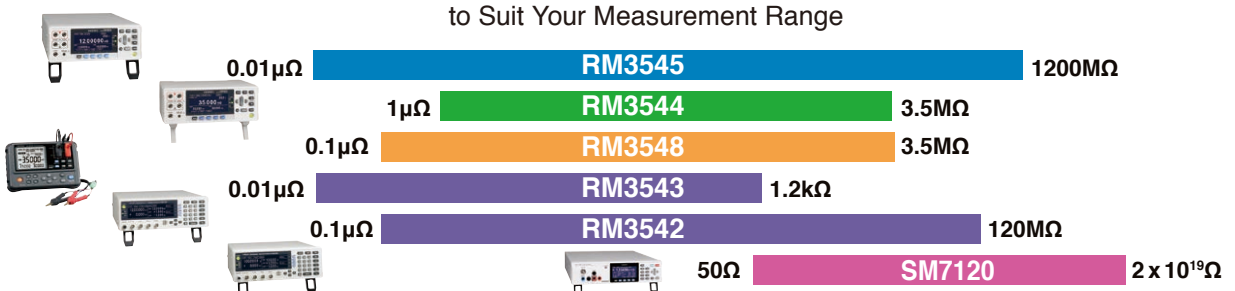 to Suit Your Measurement Range
0.01µΩ RM3545 1200MΩ
1µΩ RM3544 3.5MΩ
0.1µΩ RM3548 3.5MΩ
0.01µΩ RM3543 1.2kΩ
0.1µΩ RM3542 120MΩ
50Ω SM7120 2 x 10¹⁹Ω